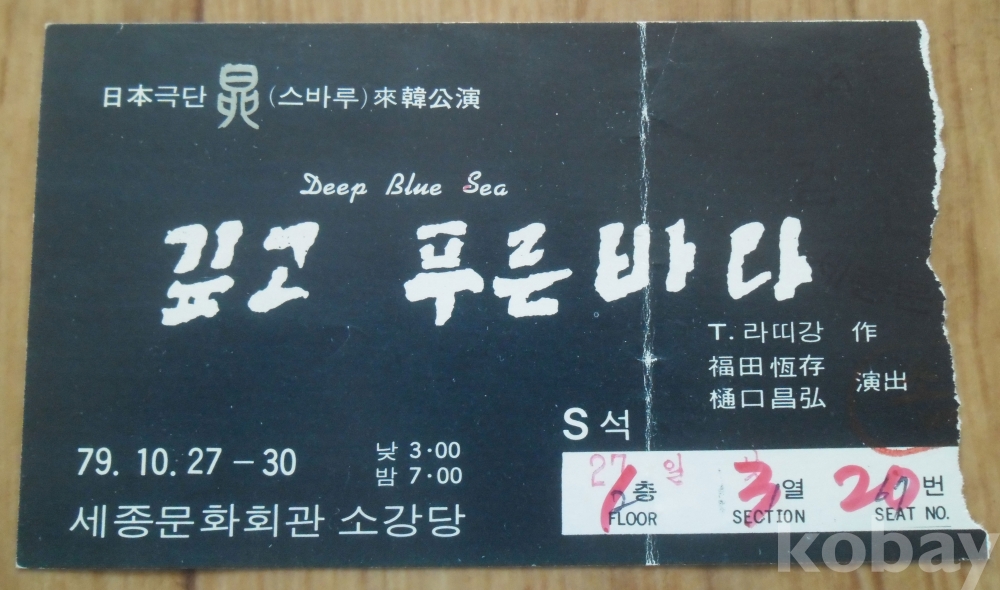 日本극단 昴 (스바루) 來韓公演
Deep Blue Sea
깊고 푸른바다
T. 라띠강 作
福田恆存
樋口昌弘 演出
S 석
79. 10. 27 – 30 낮 3·00
밤 7·00
세종문화회관 소강당
27일
1층 3열 20번
FLOOR SECTION SEAT NO.
kobay